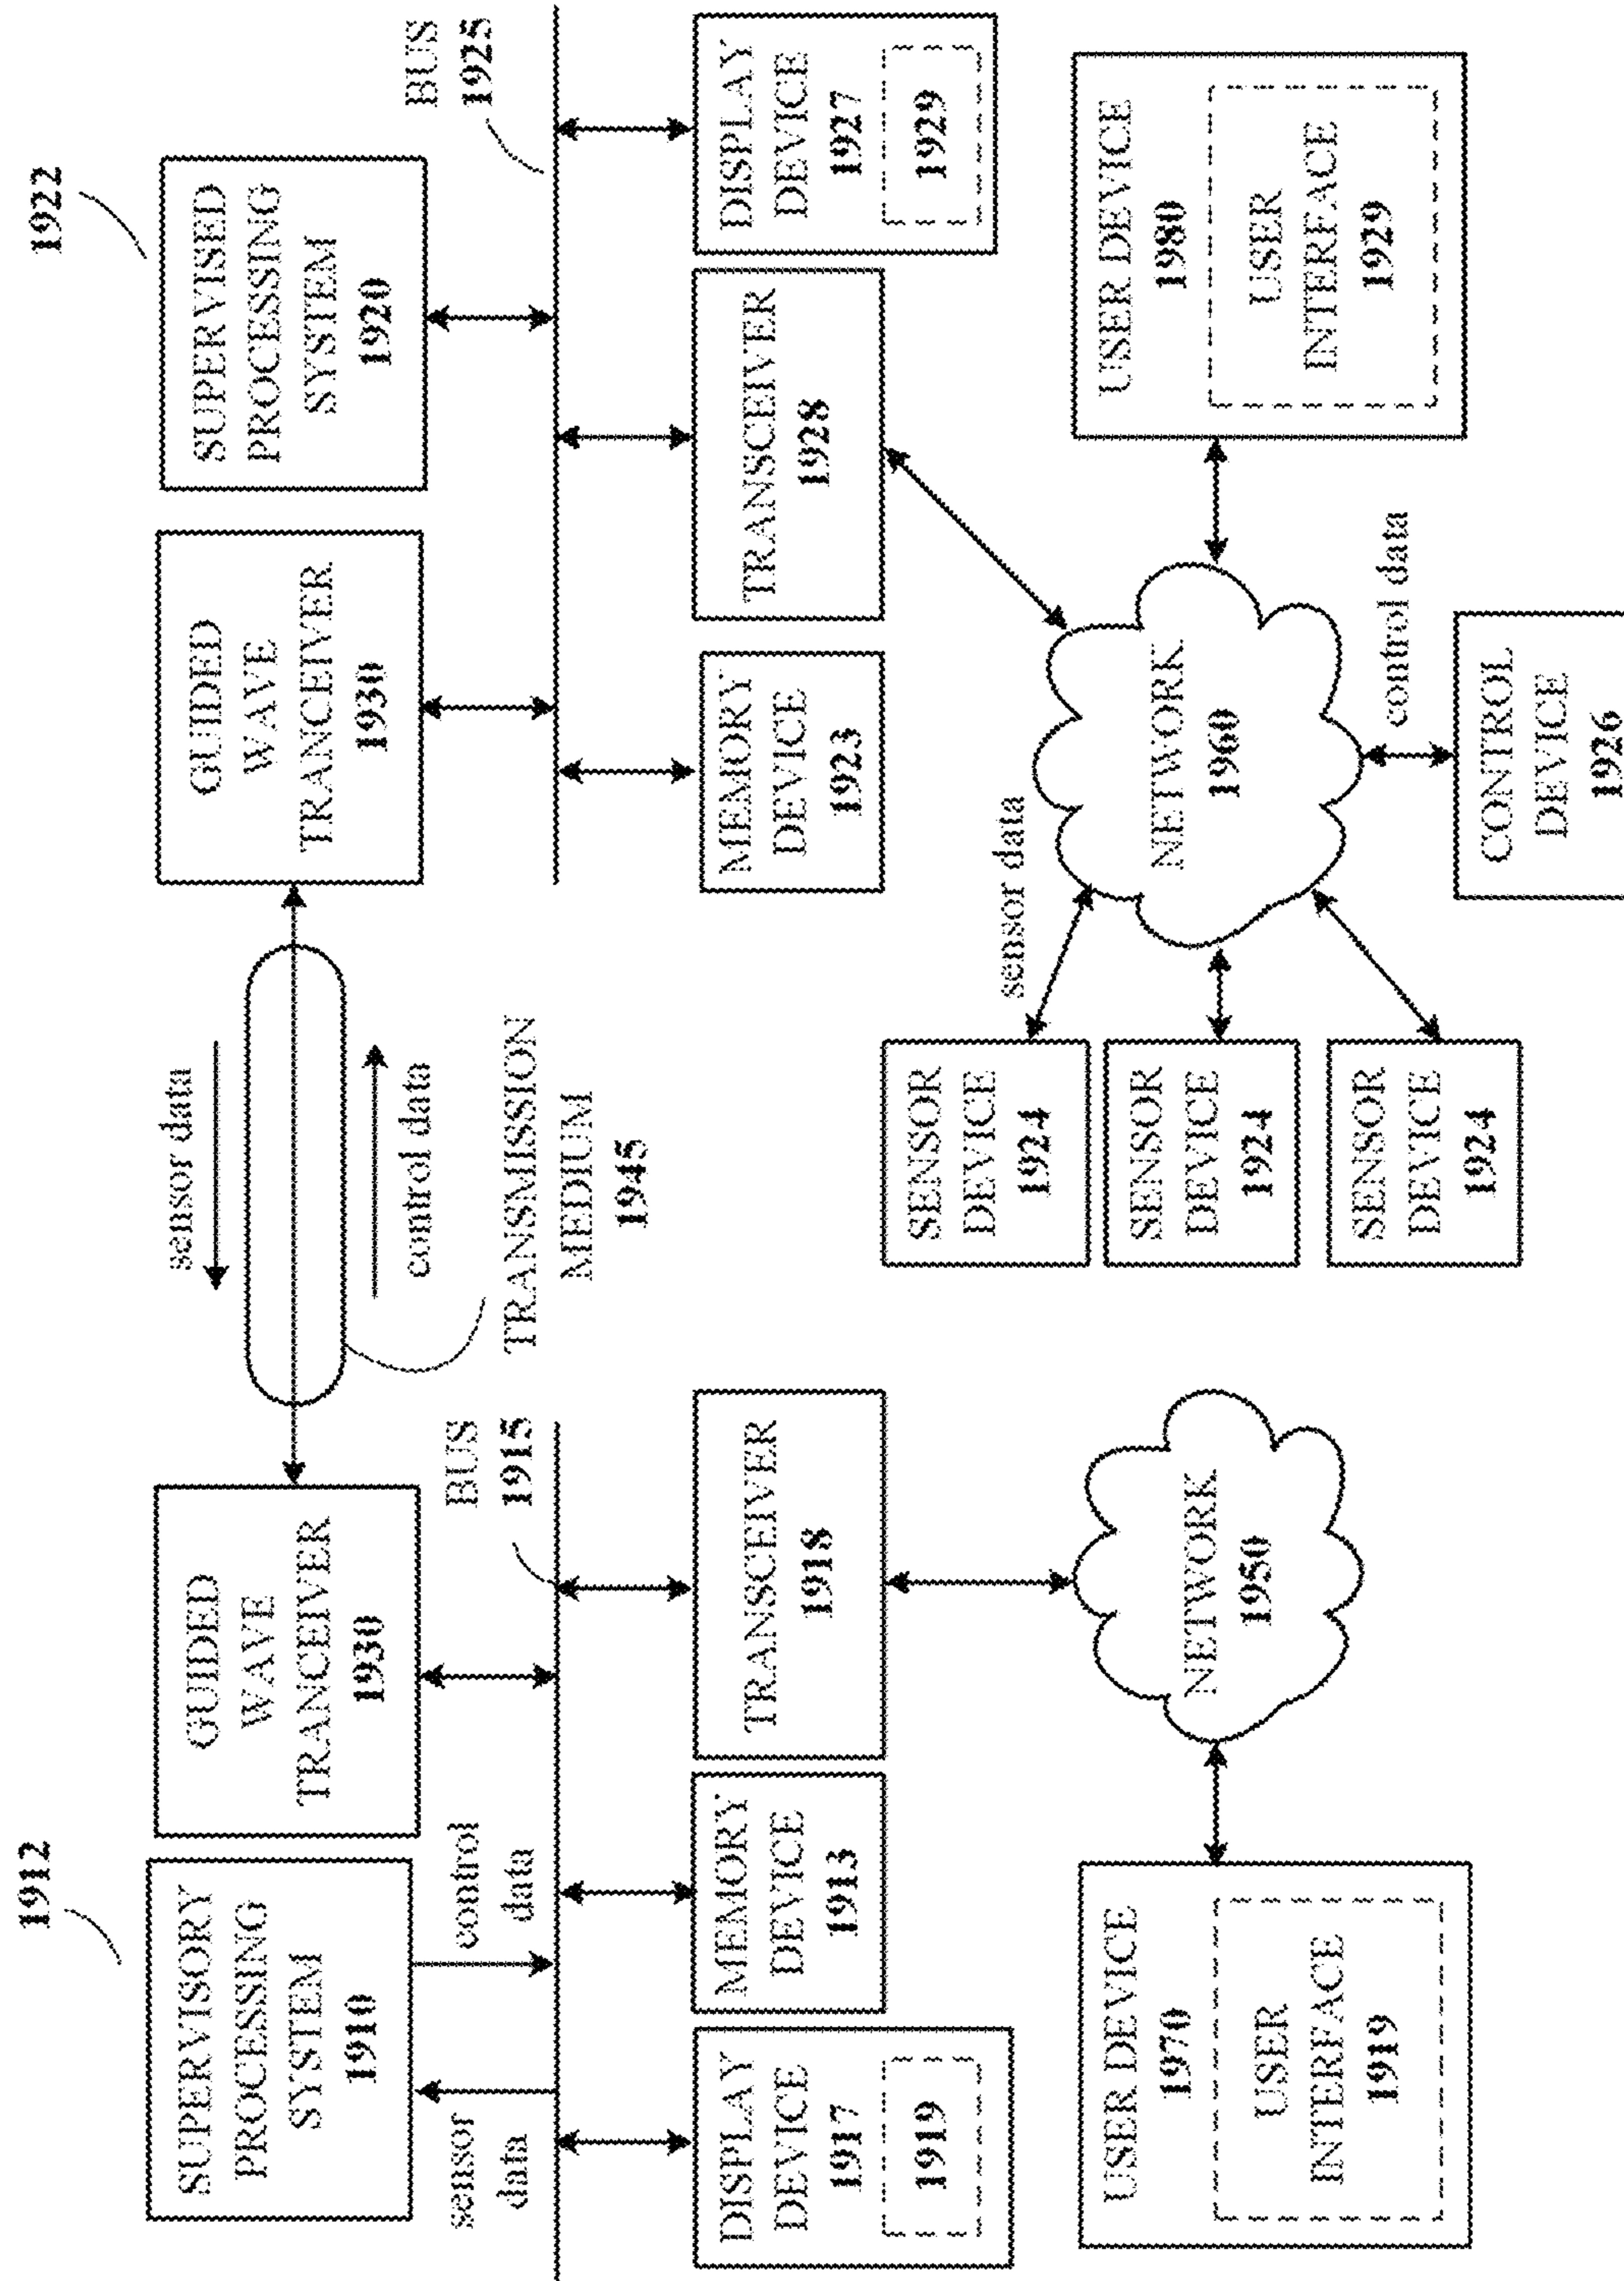 1912
SUPERVISORY
PROCESSING
SYSTEM
1910
GUIDED
WAVE
TRANCEIVER
1930
sensor data
control data
TRANSMISSION
MEDIUM
1945
1922
GUIDED
WAVE
TRANCEIVER
1930
SUPERVISED
PROCESSING
SYSTEM
1920
sensor
data
control
data
BUS
1915
BUS
1925
DISPLAY
DEVICE
1917
1919
MEMORY
DEVICE
1913
TRANSCEIVER
1918
MEMORY
DEVICE
1923
TRANSCEIVER
1928
DISPLAY
DEVICE
1927
1929
USER DEVICE
1970
USER
INTERFACE
1919
NETWORK
1950
SENSOR
DEVICE
1924
SENSOR
DEVICE
1924
SENSOR
DEVICE
1924
sensor data
NETWORK
1960
control data
CONTROL
DEVICE
1926
USER DEVICE
1980
USER
INTERFACE
1929